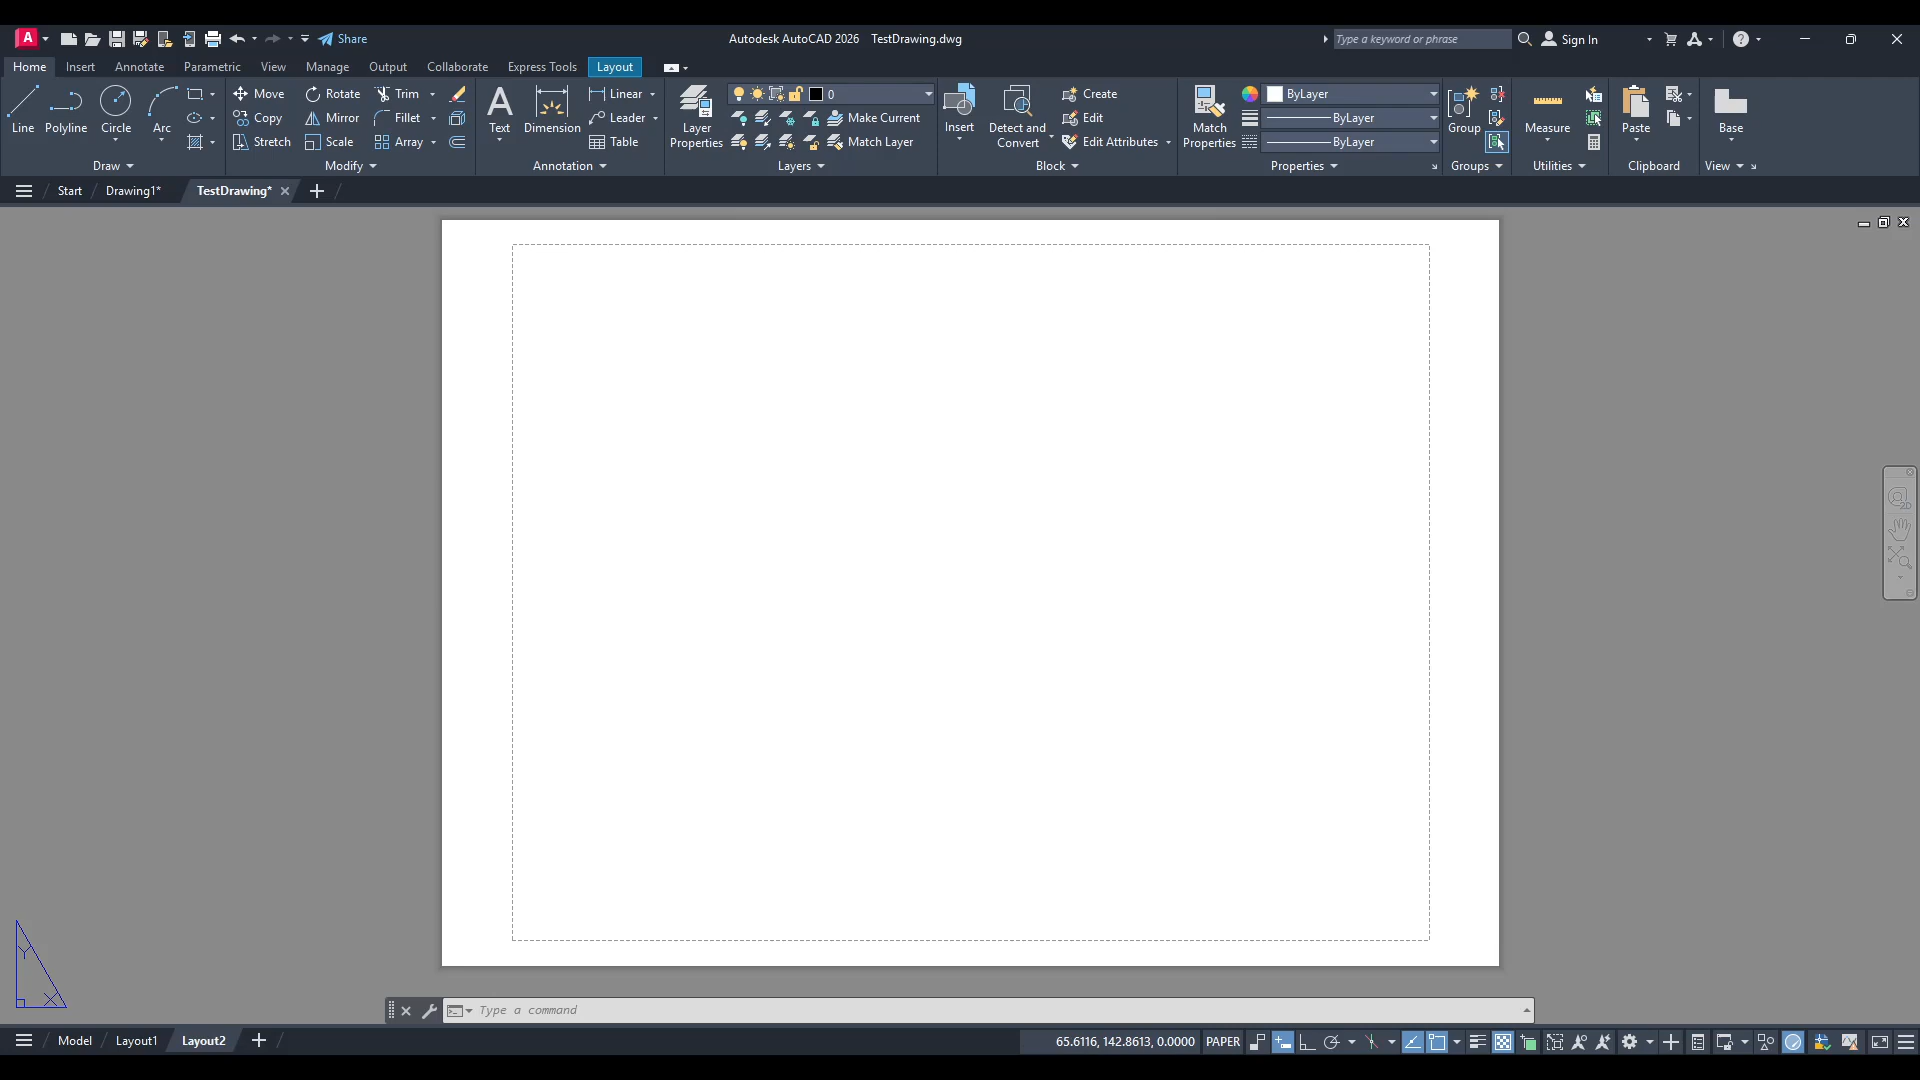 A Share Autodesk AutoCAD 2026 TestDrawing.dwg Type a keyword or phrase Sign In
Home Insert Annotate Parametric View Manage Output Collaborate Express Tools Layout
Line Polyline Circle Arc
Move Rotate Trim
Copy Mirror Fillet
Stretch Scale Array
Text Dimension
Linear
Leader
Table
Layer
Properties
0
Make Current
Match Layer
Insert
Detect and
Convert
Create
Edit
Edit Attributes
Match
Properties
ByLayer
ByLayer
ByLayer
Group
Measure
Paste
Base
Draw Modify Annotation Layers Block Properties Groups Utilities Clipboard View
Start Drawing1* TestDrawing*
2D
Y
X
Type a command
Model Layout1 Layout2 65.6116, 142.8613, 0.0000 PAPER